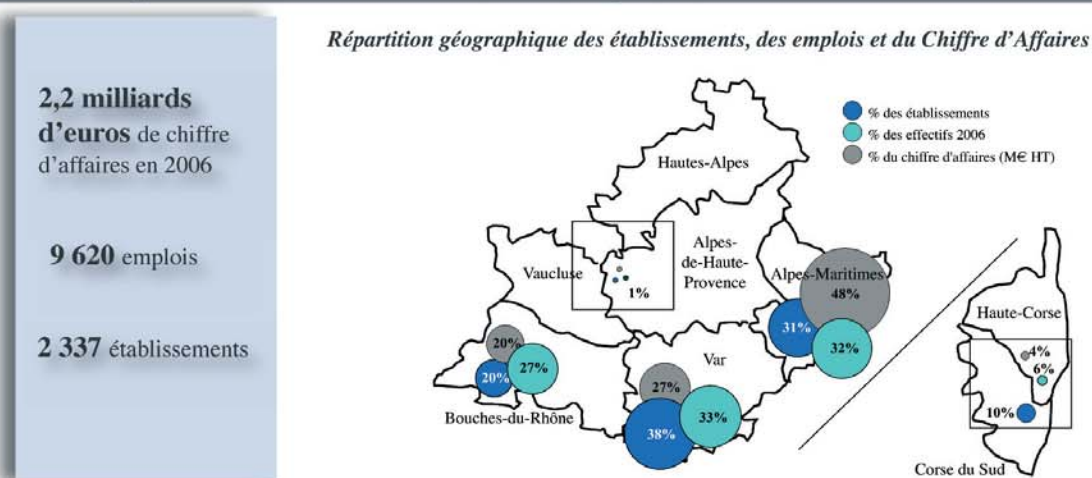 2,2 milliards
d'euros de chiffre
d'affaires en 2006
9 620 emplois
2 337 établissements
Répartition géographique des établissements, des emplois et du Chiffre d'Affaires
% des établissements
% des effectifs 2006
% du chiffre d'affaires (M€ HT)
Hautes-Alpes
Alpes-
de-Haute-
Provence
Vaucluse
1%
Alpes-Maritimes
48%
31%
32%
Var
27%
33%
38%
20%
27%
20%
Bouches-du-Rhône
Haute-Corse
4%
6%
10%
Corse du Sud